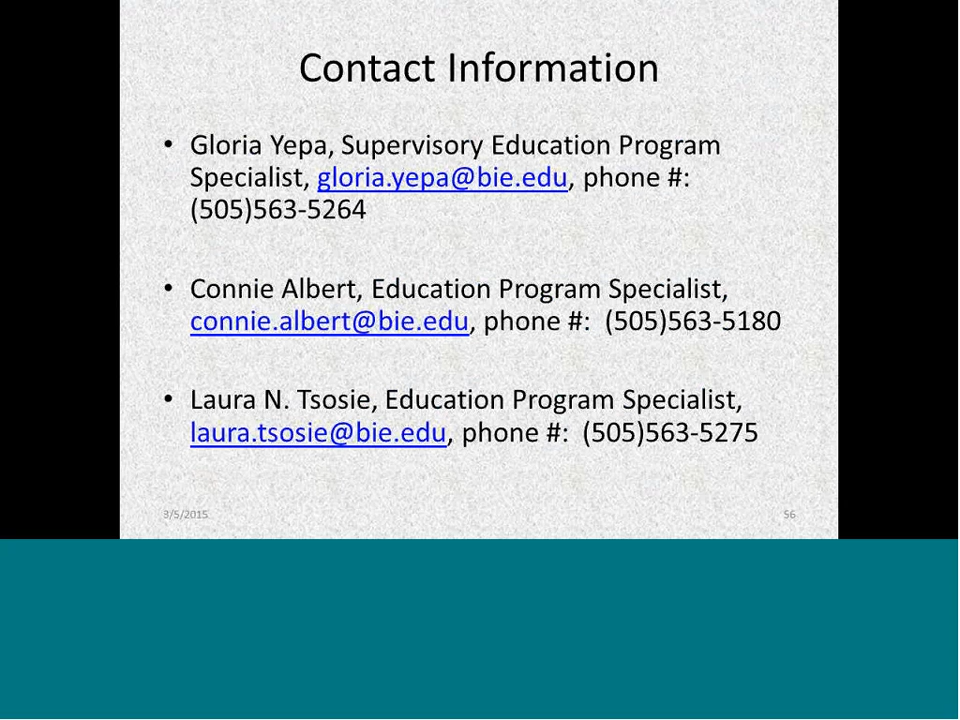 Contact Information
• Gloria Yepa, Supervisory Education Program
Specialist, gloria.yepa@bie.edu, phone #:
(505)563-5264
• Connie Albert, Education Program Specialist,
connie.albert@bie.edu, phone #:  (505)563-5180
• Laura N. Tsosie, Education Program Specialist,
laura.tsosie@bie.edu, phone #:  (505)563-5275
3/5/2015
56